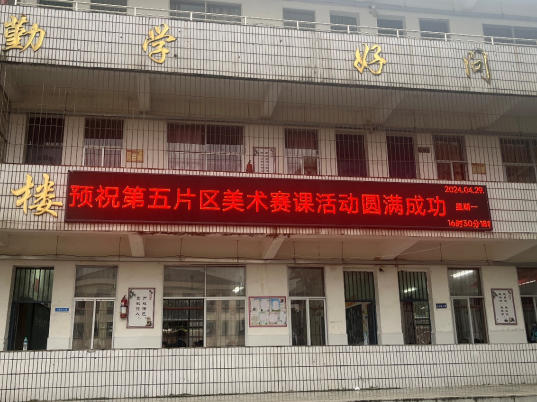 勤学好问
楼
预祝第五片区美术赛课活动圆满成功
2024.04.29.
星期一
16时30分18秒